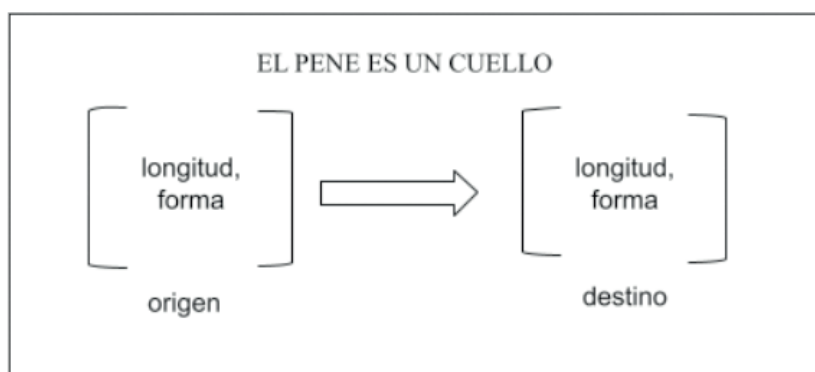 EL PENE ES UN CUELLO
longitud,
forma
origen
longitud,
forma
destino